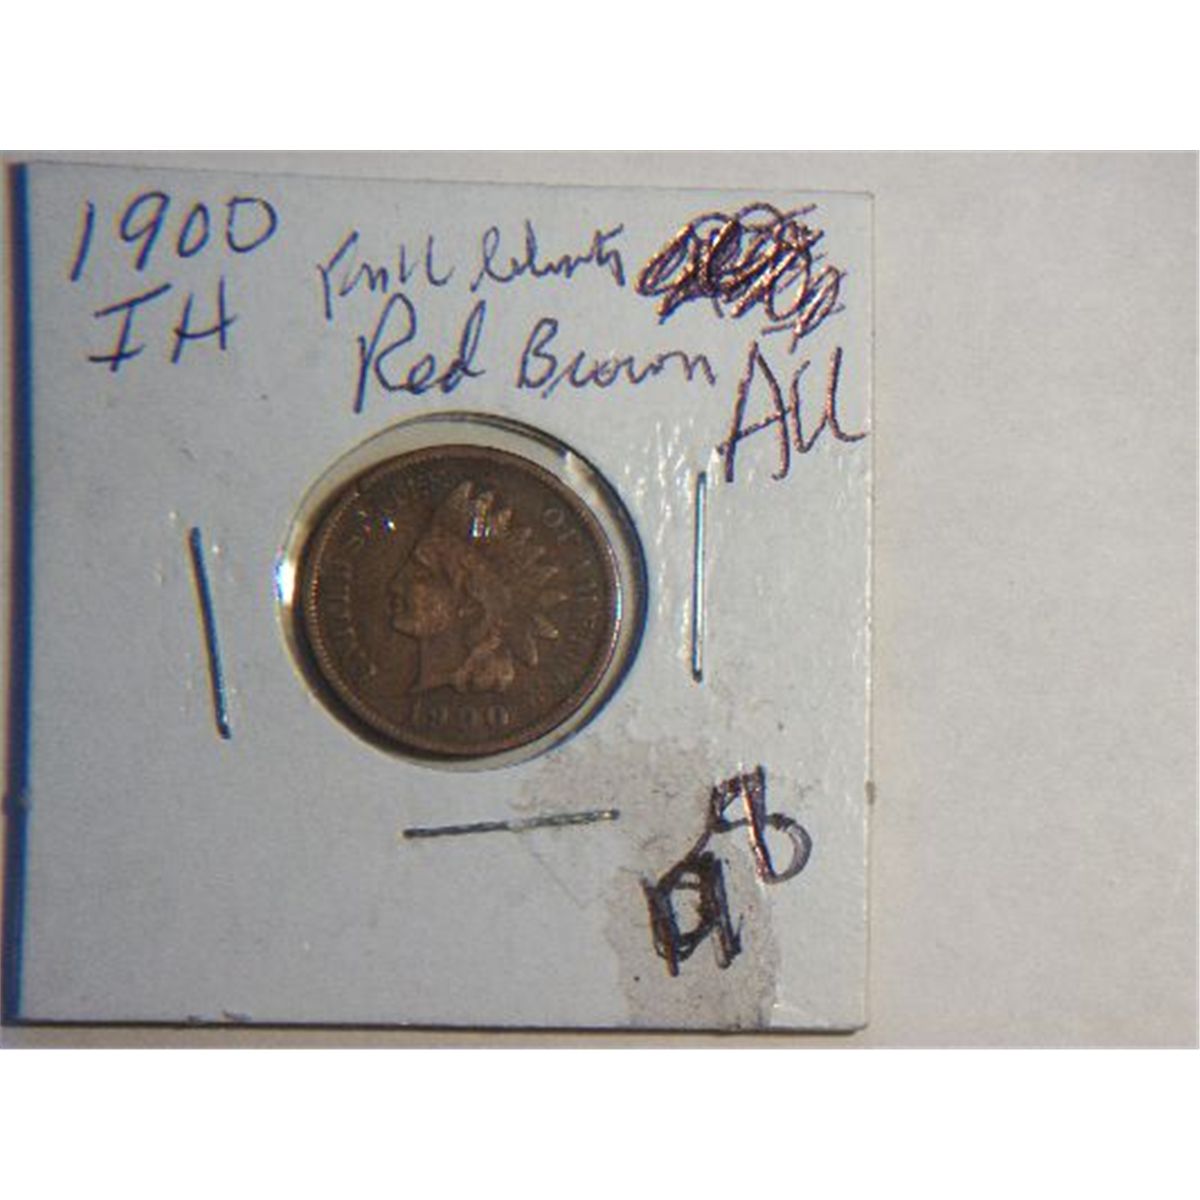 1900
IH
Full Liberty
Red Brown
AU
UNITED STATES OF AMERICA
1900